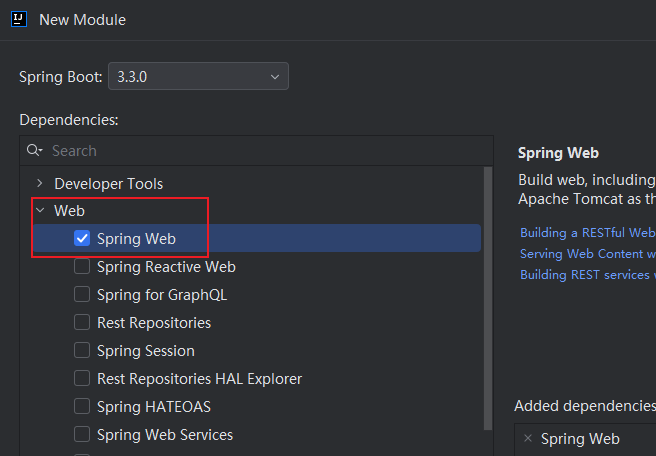 IJ New Module
Spring Boot: 3.3.0
Dependencies:
Search
Developer Tools
Web
Spring Web
Spring Reactive Web
Spring for GraphQL
Rest Repositories
Spring Session
Rest Repositories HAL Explorer
Spring HATEOAS
Spring Web Services
Spring Web
Build web, including
Apache Tomcat as th
Building a RESTful Web
Serving Web Content w
Building REST services
Added dependencies
× Spring Web